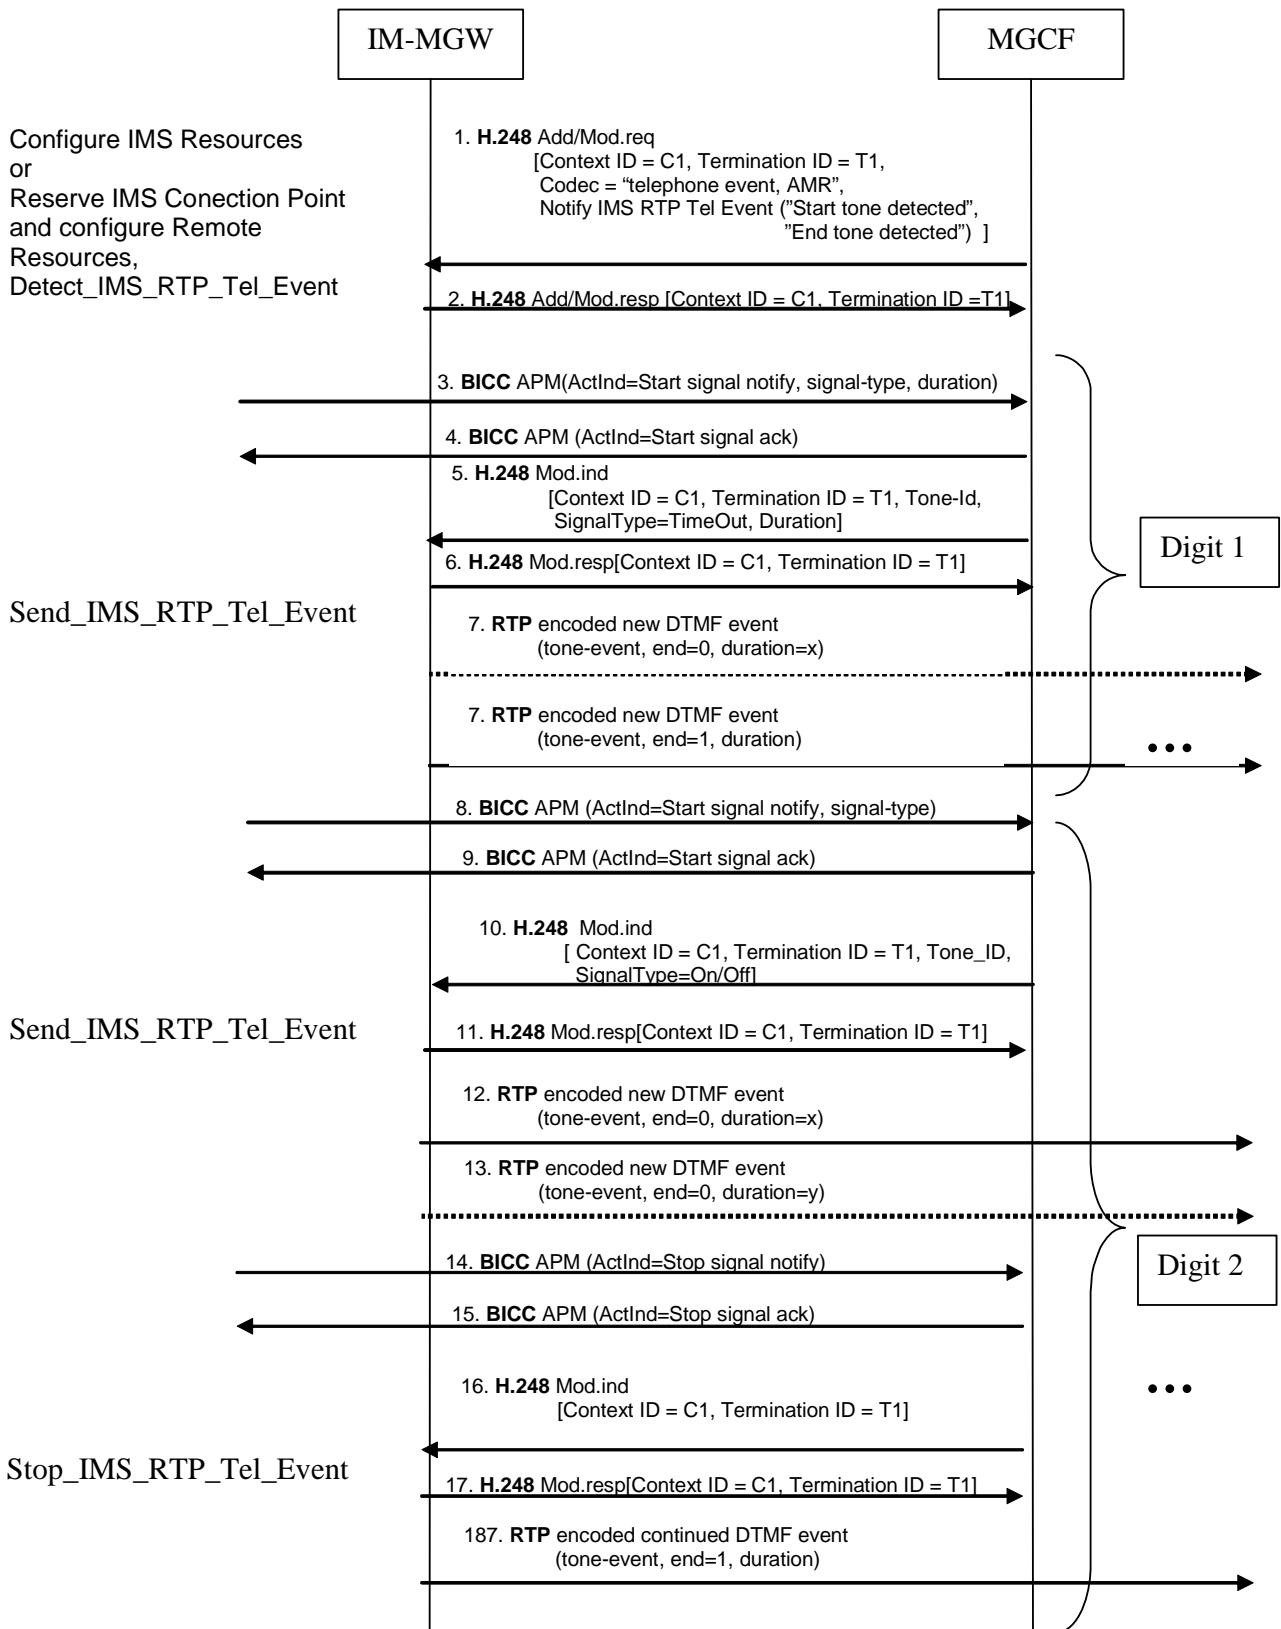 IM-MGW
MGCF
Configure IMS Resources
or
Reserve IMS Conection Point
and configure Remote
Resources,
Detect_IMS_RTP_Tel_Event
1. H.248 Add/Mod.req
[Context ID = C1, Termination ID = T1,
Codec = “telephone event, AMR”,
Notify IMS RTP Tel Event (”Start tone detected”,
”End tone detected”) ]
2. H.248 Add/Mod.resp [Context ID = C1, Termination ID =T1]
3. BICC APM(ActInd=Start signal notify, signal-type, duration)
4. BICC APM (ActInd=Start signal ack)
5. H.248 Mod.ind
[Context ID = C1, Termination ID = T1, Tone-Id,
SignalType=TimeOut, Duration]
Digit 1
6. H.248 Mod.resp[Context ID = C1, Termination ID = T1]
Send_IMS_RTP_Tel_Event
7. RTP encoded new DTMF event
(tone-event, end=0, duration=x)
7. RTP encoded new DTMF event
(tone-event, end=1, duration)
...
8. BICC APM (ActInd=Start signal notify, signal-type)
9. BICC APM (ActInd=Start signal ack)
10. H.248 Mod.ind
[ Context ID = C1, Termination ID = T1, Tone_ID,
SignalType=On/Off]
Send_IMS_RTP_Tel_Event
11. H.248 Mod.resp[Context ID = C1, Termination ID = T1]
12. RTP encoded new DTMF event
(tone-event, end=0, duration=x)
13. RTP encoded new DTMF event
(tone-event, end=0, duration=y)
14. BICC APM (ActInd=Stop signal notify)
Digit 2
15. BICC APM (ActInd=Stop signal ack)
16. H.248 Mod.ind
[Context ID = C1, Termination ID = T1]
...
Stop_IMS_RTP_Tel_Event
17. H.248 Mod.resp[Context ID = C1, Termination ID = T1]
187. RTP encoded continued DTMF event
(tone-event, end=1, duration)